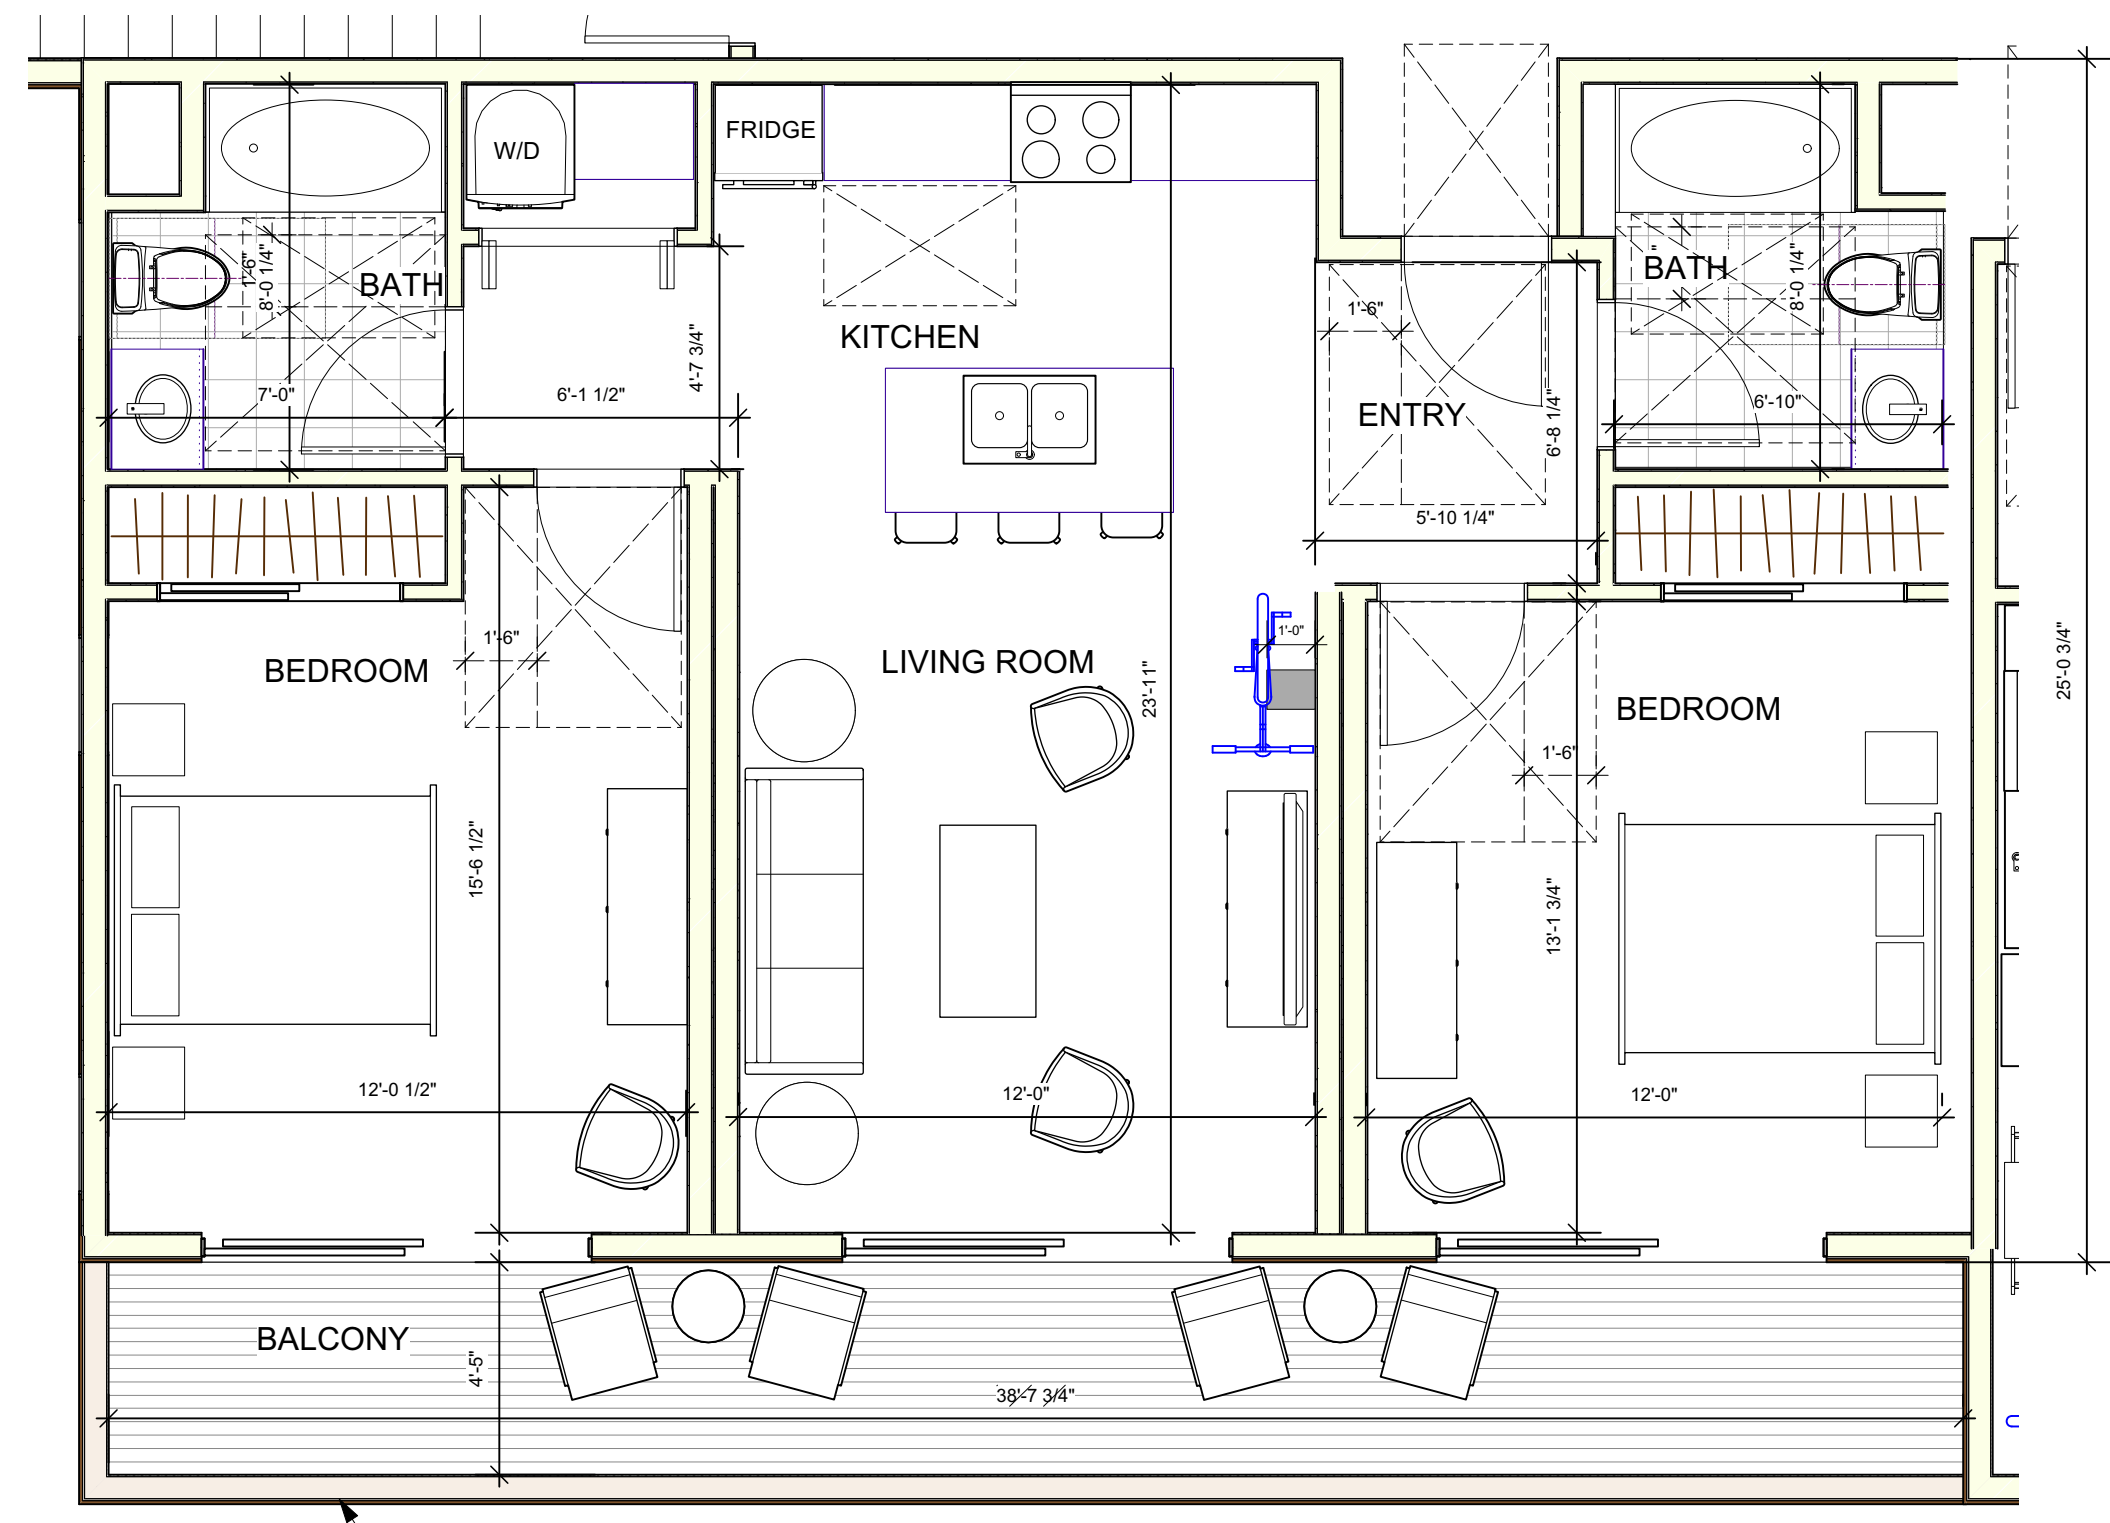 FRIDGE
W/D
BATH
1'-6"
8'-0 1/4"
BATH
8'-0 1/4"
1'-6"
KITCHEN
4'-7 3/4"
7'-0"
6'-1 1/2"
ENTRY
6'-8 1/4"
6'-10"
5'-10 1/4"
1'-6"
BEDROOM
LIVING ROOM
1'-0"
23'-11"
25'-0 3/4"
BEDROOM
1'-6"
15'-6 1/2"
13'-1 3/4"
12'-0 1/2"
12'-0"
12'-0"
BALCONY
4'-5"
38'-7 3/4"